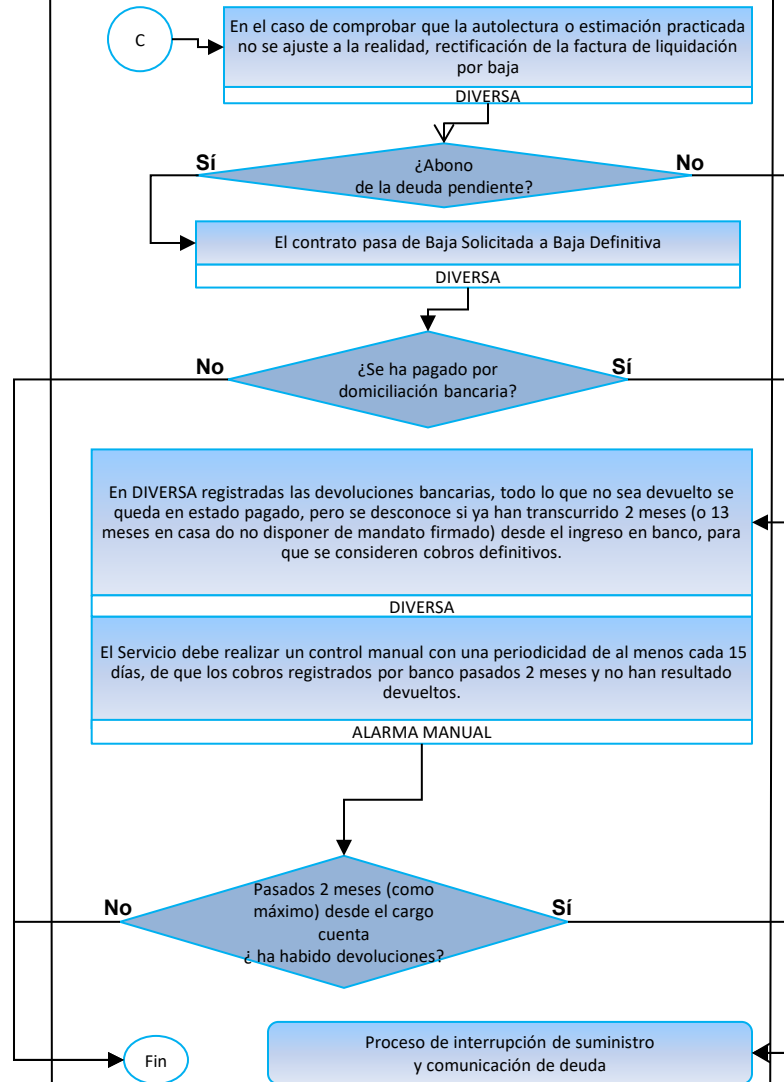 C
En el caso de comprobar que la autolectura o estimación practicada
no se ajuste a la realidad, rectificación de la factura de liquidación
por baja
DIVERSA
Sí
¿Abono
de la deuda pendiente?
No
El contrato pasa de Baja Solicitada a Baja Definitiva
DIVERSA
No
¿Se ha pagado por
domiciliación bancaria?
Sí
En DIVERSA registradas las devoluciones bancarias, todo lo que no sea devuelto se
queda en estado pagado, pero se desconoce si ya han transcurrido 2 meses (o 13
meses en casa do no disponer de mandato firmado) desde el ingreso en banco, para
que se consideren cobros definitivos.
DIVERSA
El Servicio debe realizar un control manual con una periodicidad de al menos cada 15
días, de que los cobros registrados por banco pasados 2 meses y no han resultado
devueltos.
ALARMA MANUAL
No
Pasados 2 meses (como
máximo) desde el cargo
cuenta
¿ ha habido devoluciones?
Sí
Fin
Proceso de interrupción de suministro
y comunicación de deuda